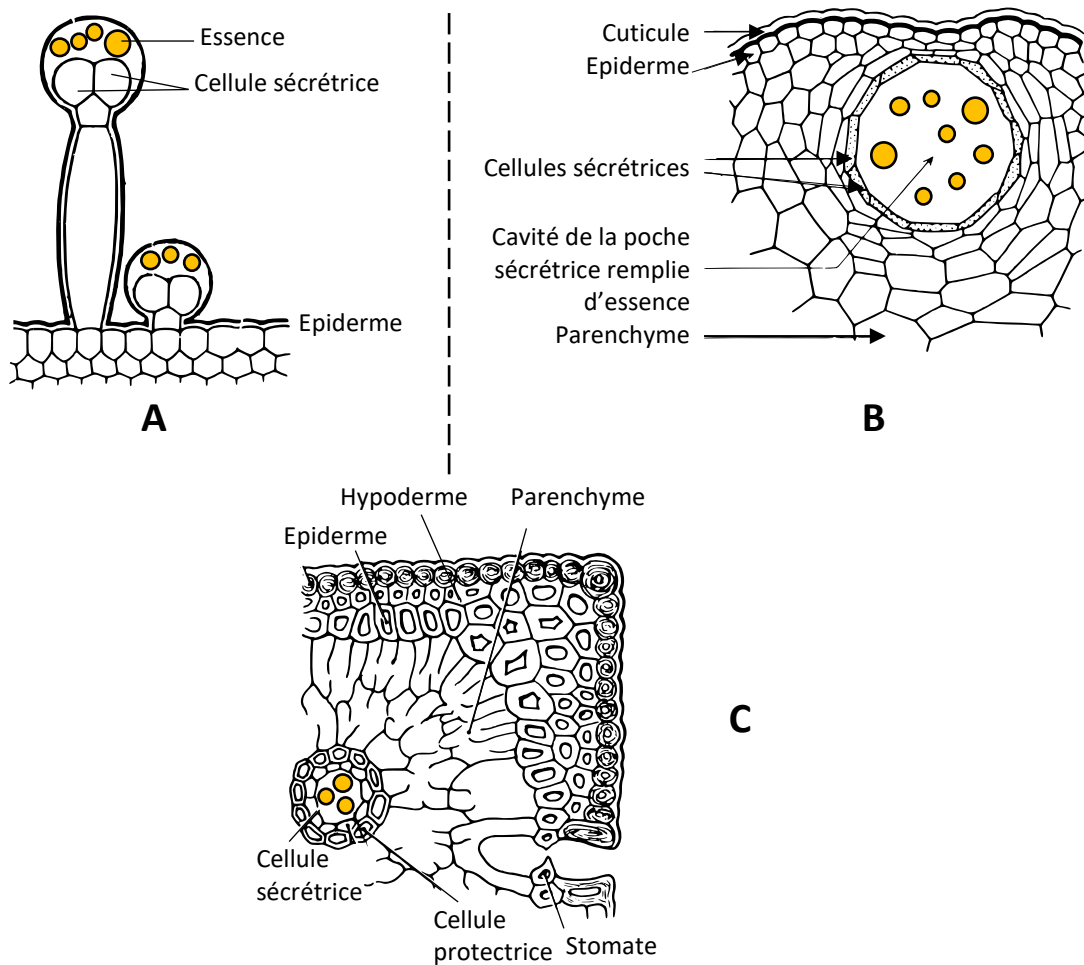 Essence
Cellule sécrétrice
Epiderme
A
Cuticule
Epiderme
Cellules sécrétrices
Cavité de la poche
sécrétrice remplie
d’essence
Parenchyme
B
Hypoderme
Parenchyme
Epiderme
C
Cellule
sécrétrice
Cellule
protectrice
Stomate